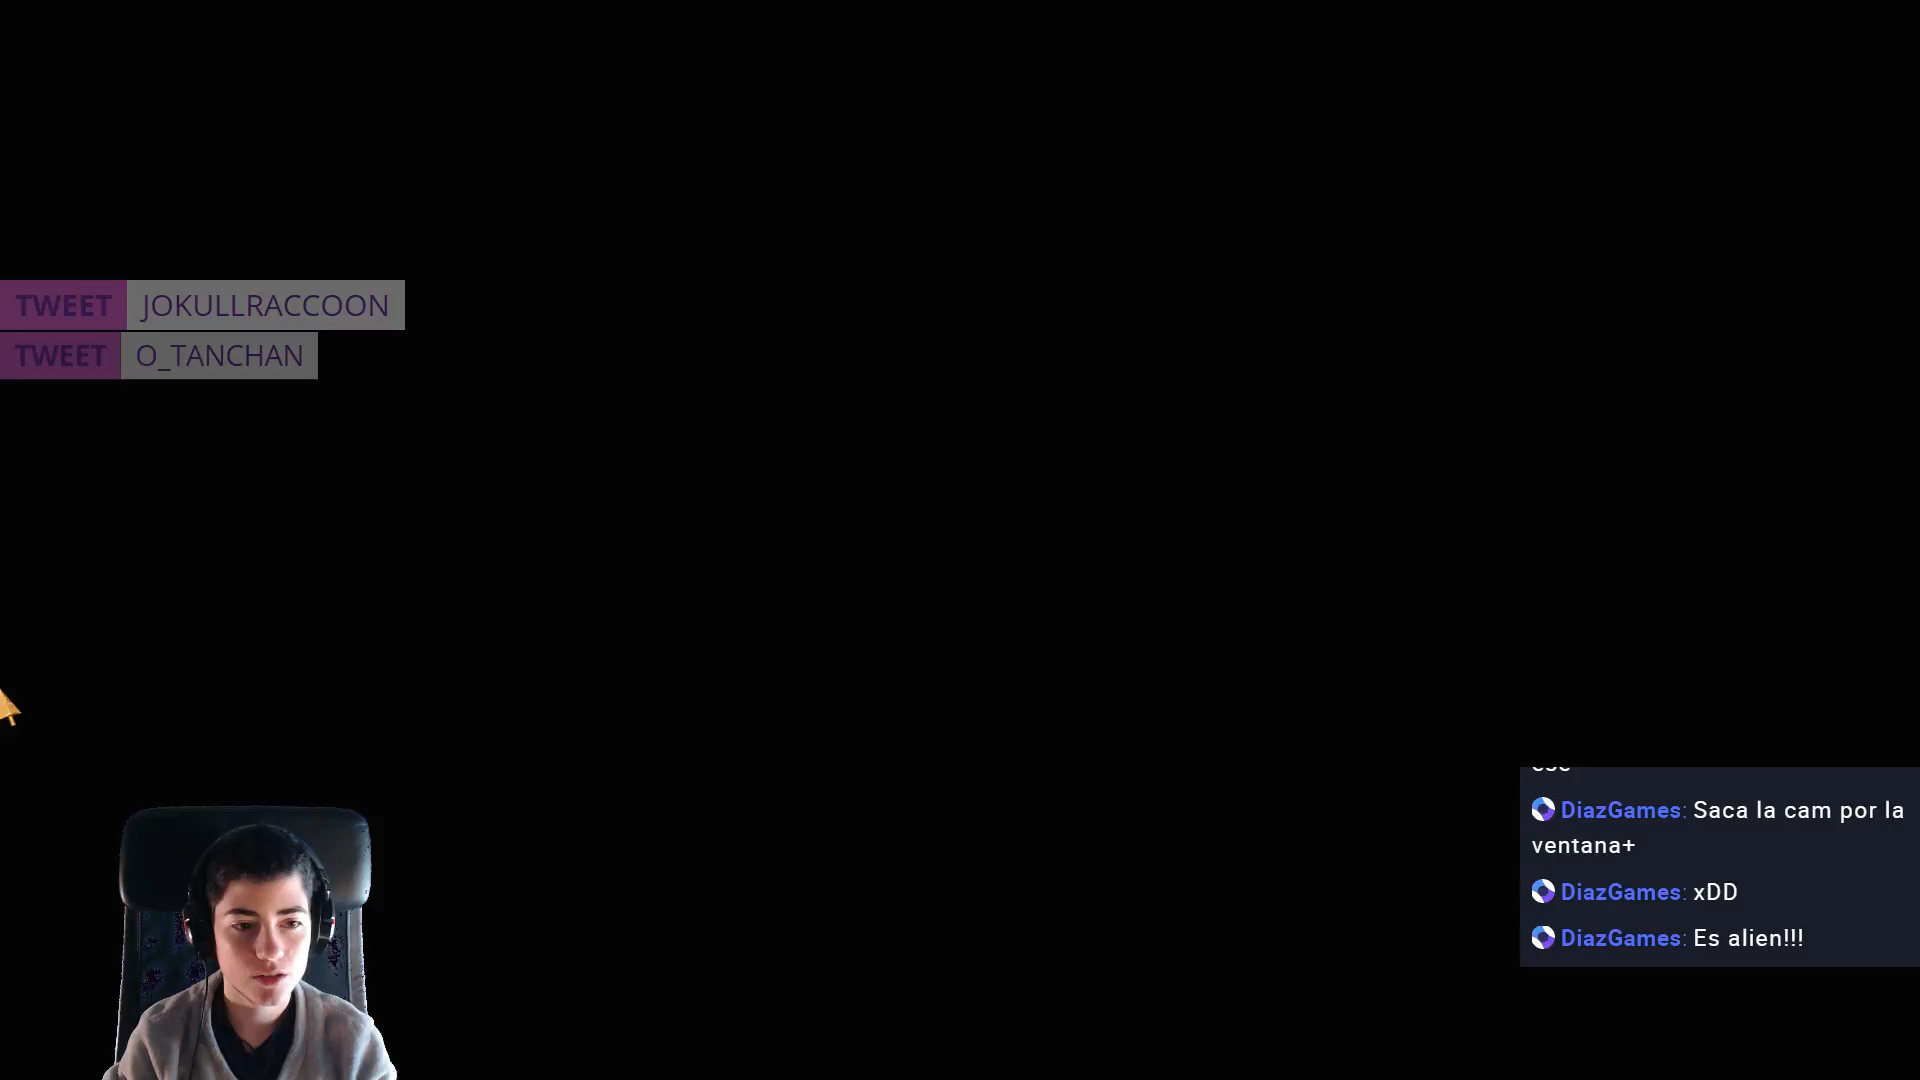 TWEET JOKULLRACCOON
TWEET O_TANCHAN
DiazGames: Saca la cam por la
ventana+
DiazGames: xDD
DiazGames: Es alien!!!